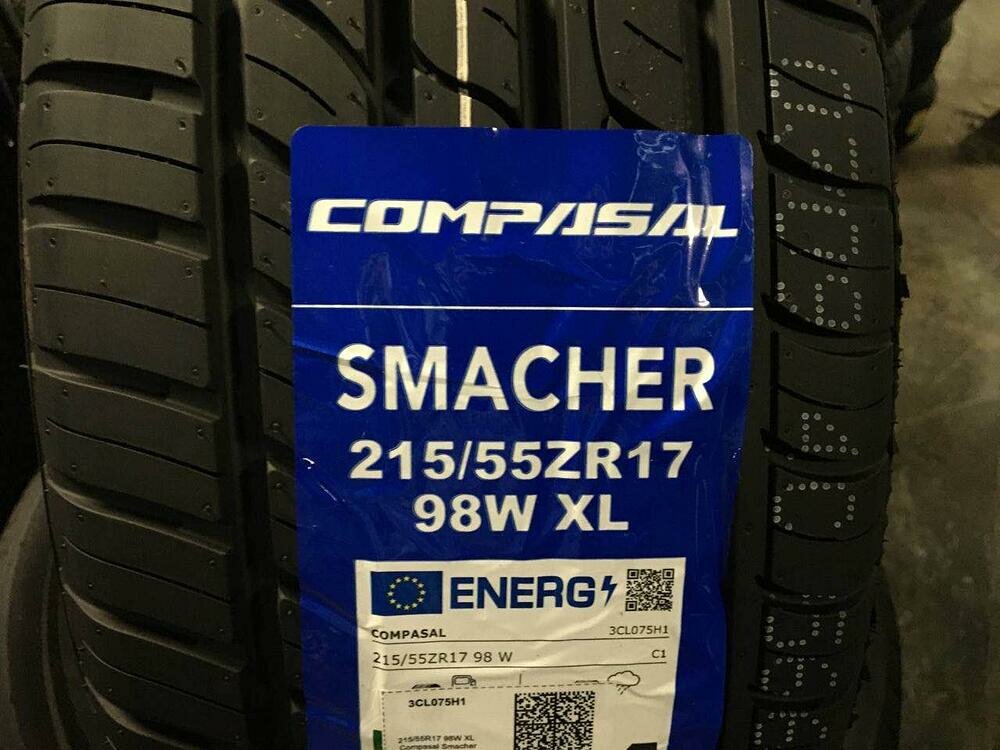 COMPASAL
SMACHER
215/55ZR17
98W XL
ENERG
COMPASAL 3CL075H1
215/55ZR17 98 W C1
3CL075H1
215/55R17 98W XL
Compasal Smacher